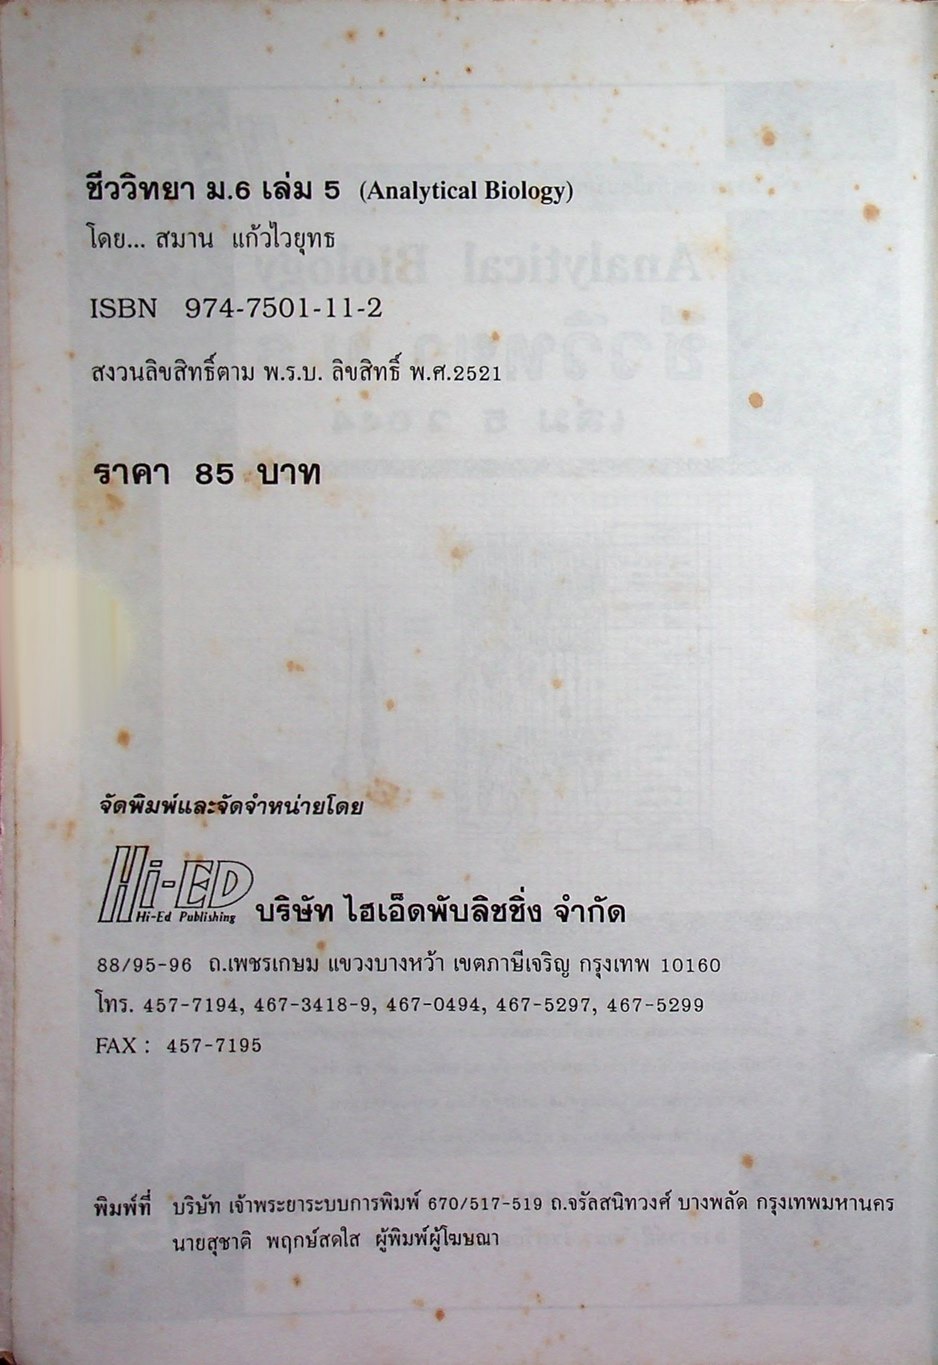 ชีววิทยา ม.6 เล่ม 5 (Analytical Biology)
โดย... สมาน แก้วไวยุทธ
ISBN 974-7501-11-2
สงวนลิขสิทธิ์ตาม พ.ร.บ. ลิขสิทธิ์ พ.ศ.2521
ราคา 85 บาท
จัดพิมพ์และจัดจำหน่ายโดย
Hi-ED
Hi-Ed Publishing บริษัท ไฮเอ็ดพับลิชชิ่ง จำกัด
88/95-96 ถ.เพชรเกษม แขวงบางหว้า เขตภาษีเจริญ กรุงเทพ 10160
โทร. 457-7194, 467-3418-9, 467-0494, 467-5297, 467-5299
FAX : 457-7195
พิมพ์ที่ บริษัท เจ้าพระยาระบบการพิมพ์ 670/517-519 ถ.จรัลสนิทวงศ์ บางพลัด กรุงเทพมหานคร
นายสุชาติ พฤกษ์สดใส ผู้พิมพ์ผู้โฆษณา